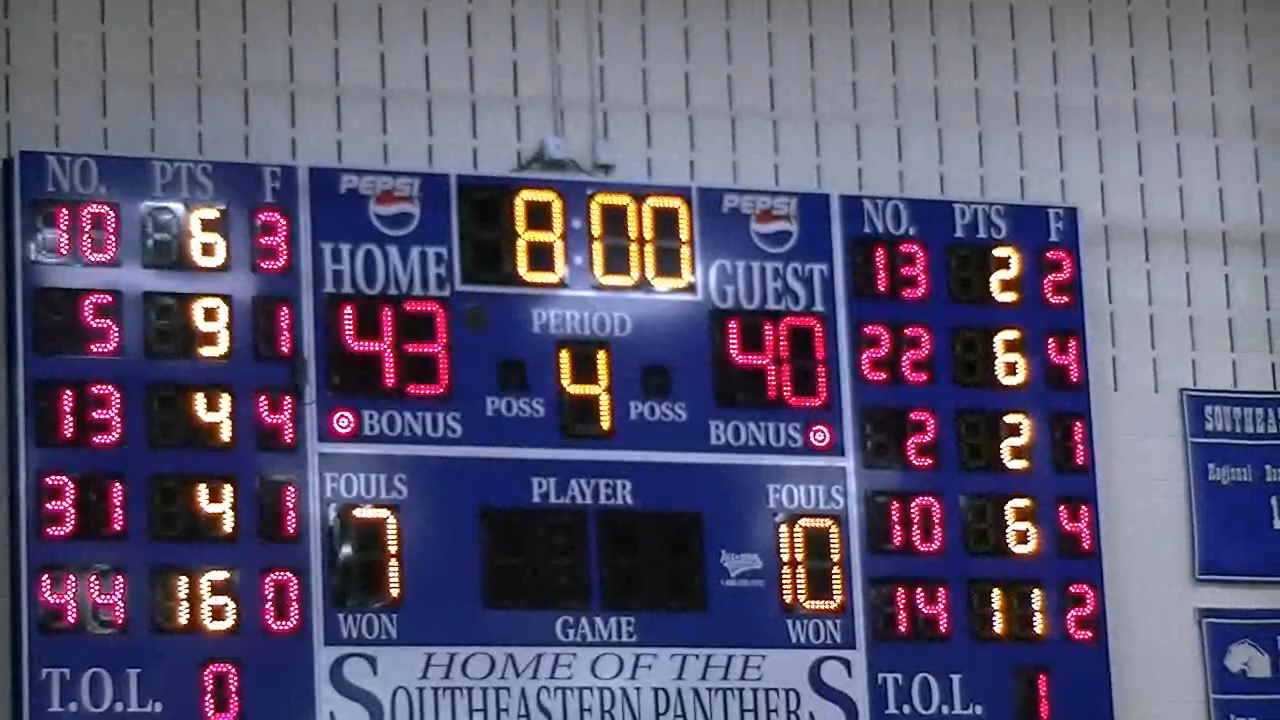 NO. PTS F
10 6 3
5 9 1
13 4 4
31 4 1
44 16 0
T.O.L. 0
PEPSI
HOME
43
BONUS
8:00
PERIOD
4
POSS POSS
PEPSI
GUEST
40
BONUS
FOULS
7
WON
PLAYER
GAME
FOULS
10
WON
HOME OF THE
SOUTHEASTERN PANTHERS
NO. PTS F
13 2 2
22 6 4
2 2 1
10 6 4
14 11 2
T.O.L. 1
SOUTHEA
Regional